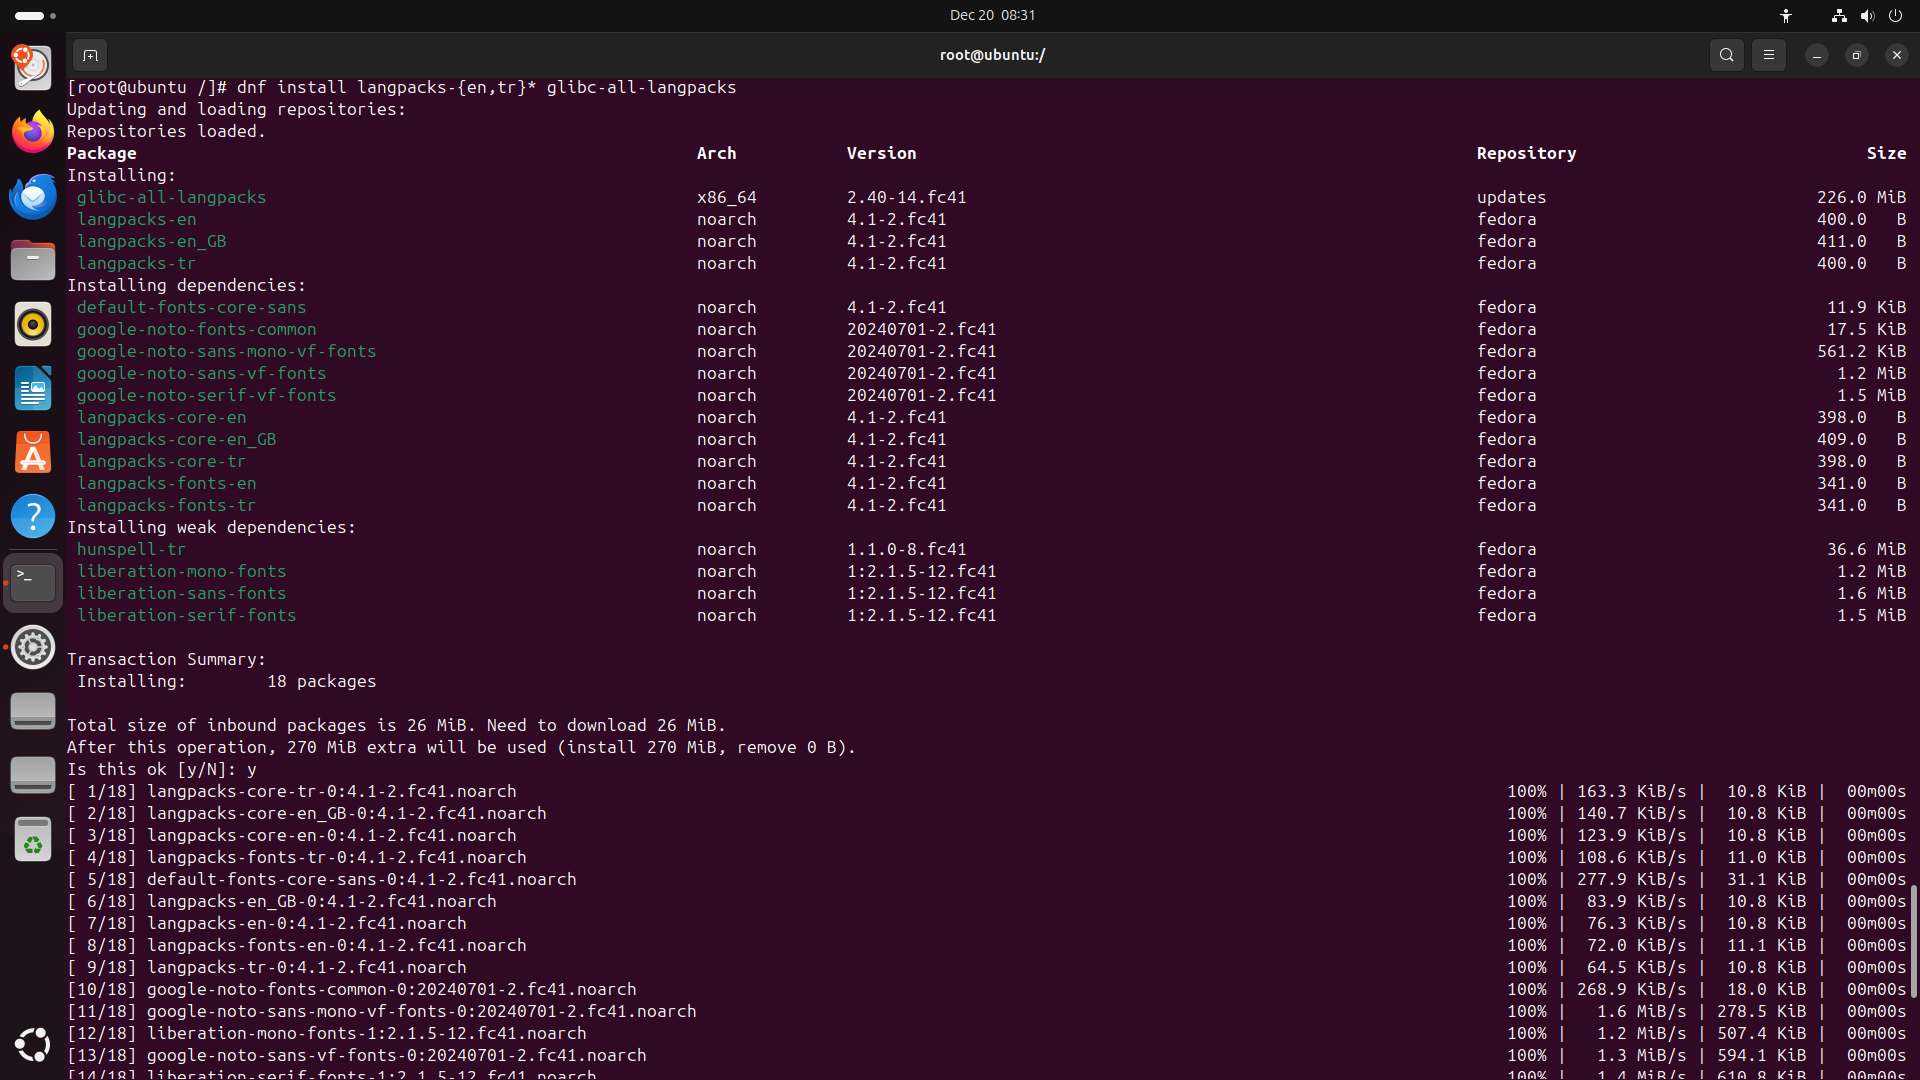 Dec 20 08:31
root@ubuntu:/
[root@ubuntu /]# dnf install langpacks-{en,tr}* glibc-all-langpacks
Updating and loading repositories:
Repositories loaded.
Package Arch Version Repository Size
Installing:
glibc-all-langpacks x86_64 2.40-14.fc41 updates 226.0 MiB
langpacks-en noarch 4.1-2.fc41 fedora 400.0 B
langpacks-en_GB noarch 4.1-2.fc41 fedora 411.0 B
langpacks-tr noarch 4.1-2.fc41 fedora 400.0 B
Installing dependencies:
default-fonts-core-sans noarch 4.1-2.fc41 fedora 11.9 KiB
google-noto-fonts-common noarch 20240701-2.fc41 fedora 17.5 KiB
google-noto-sans-mono-vf-fonts noarch 20240701-2.fc41 fedora 561.2 KiB
google-noto-sans-vf-fonts noarch 20240701-2.fc41 fedora 1.2 MiB
google-noto-serif-vf-fonts noarch 20240701-2.fc41 fedora 1.5 MiB
langpacks-core-en noarch 4.1-2.fc41 fedora 398.0 B
langpacks-core-en_GB noarch 4.1-2.fc41 fedora 409.0 B
langpacks-core-tr noarch 4.1-2.fc41 fedora 398.0 B
langpacks-fonts-en noarch 4.1-2.fc41 fedora 341.0 B
langpacks-fonts-tr noarch 4.1-2.fc41 fedora 341.0 B
Installing weak dependencies:
hunspell-tr noarch 1.1.0-8.fc41 fedora 36.6 MiB
liberation-mono-fonts noarch 1:2.1.5-12.fc41 fedora 1.2 MiB
liberation-sans-fonts noarch 1:2.1.5-12.fc41 fedora 1.6 MiB
liberation-serif-fonts noarch 1:2.1.5-12.fc41 fedora 1.5 MiB
Transaction Summary:
Installing: 18 packages
Total size of inbound packages is 26 MiB. Need to download 26 MiB.
After this operation, 270 MiB extra will be used (install 270 MiB, remove 0 B).
Is this ok [y/N]: y
[ 1/18] langpacks-core-tr-0:4.1-2.fc41.noarch 100% | 163.3 KiB/s | 10.8 KiB | 00m00s
[ 2/18] langpacks-core-en_GB-0:4.1-2.fc41.noarch 100% | 140.7 KiB/s | 10.8 KiB | 00m00s
[ 3/18] langpacks-core-en-0:4.1-2.fc41.noarch 100% | 123.9 KiB/s | 10.8 KiB | 00m00s
[ 4/18] langpacks-fonts-tr-0:4.1-2.fc41.noarch 100% | 108.6 KiB/s | 11.0 KiB | 00m00s
[ 5/18] default-fonts-core-sans-0:4.1-2.fc41.noarch 100% | 277.9 KiB/s | 31.1 KiB | 00m00s
[ 6/18] langpacks-en_GB-0:4.1-2.fc41.noarch 100% | 83.9 KiB/s | 10.8 KiB | 00m00s
[ 7/18] langpacks-en-0:4.1-2.fc41.noarch 100% | 76.3 KiB/s | 10.8 KiB | 00m00s
[ 8/18] langpacks-fonts-en-0:4.1-2.fc41.noarch 100% | 72.0 KiB/s | 11.1 KiB | 00m00s
[ 9/18] langpacks-tr-0:4.1-2.fc41.noarch 100% | 64.5 KiB/s | 10.8 KiB | 00m00s
[10/18] google-noto-fonts-common-0:20240701-2.fc41.noarch 100% | 268.9 KiB/s | 18.0 KiB | 00m00s
[11/18] google-noto-sans-mono-vf-fonts-0:20240701-2.fc41.noarch 100% | 1.6 MiB/s | 278.5 KiB | 00m00s
[12/18] liberation-mono-fonts-1:2.1.5-12.fc41.noarch 100% | 1.2 MiB/s | 507.4 KiB | 00m00s
[13/18] google-noto-sans-vf-fonts-0:20240701-2.fc41.noarch 100% | 1.3 MiB/s | 594.1 KiB | 00m00s
[14/18] liberation-serif-fonts-1:2.1.5-12.fc41.noarch 100% | 1.4 MiB/s | 610.8 KiB | 00m00s